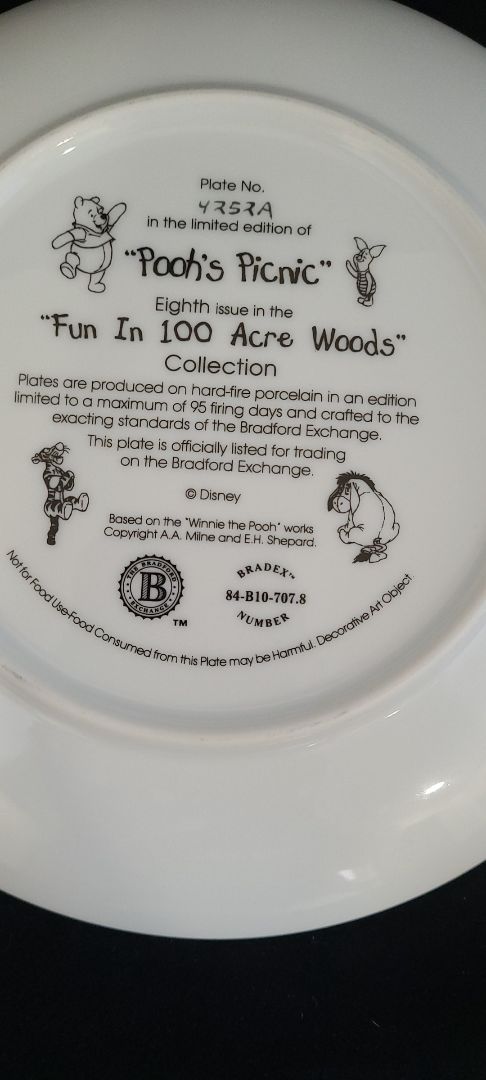 Plate No.
4252A
in the limited edition of
"Pooh's Picnic"
Eighth issue in the
"Fun In 100 Acre Woods"
Collection
Plates are produced on hard-fire porcelain in an edition
limited to a maximum of 95 firing days and crafted to the
exacting standards of the Bradford Exchange.
This plate is officially listed for trading
on the Bradford Exchange.
© Disney
Based on the "Winnie the Pooh" works
Copyright A.A. Milne and E.H. Shepard.
THE BRADFORD
B
EXCHANGE
TM
BRADEX™
84-B10-707.8
NUMBER
Not for Food Use-Food Consumed from this Plate may be Harmful. Decorative Art Object